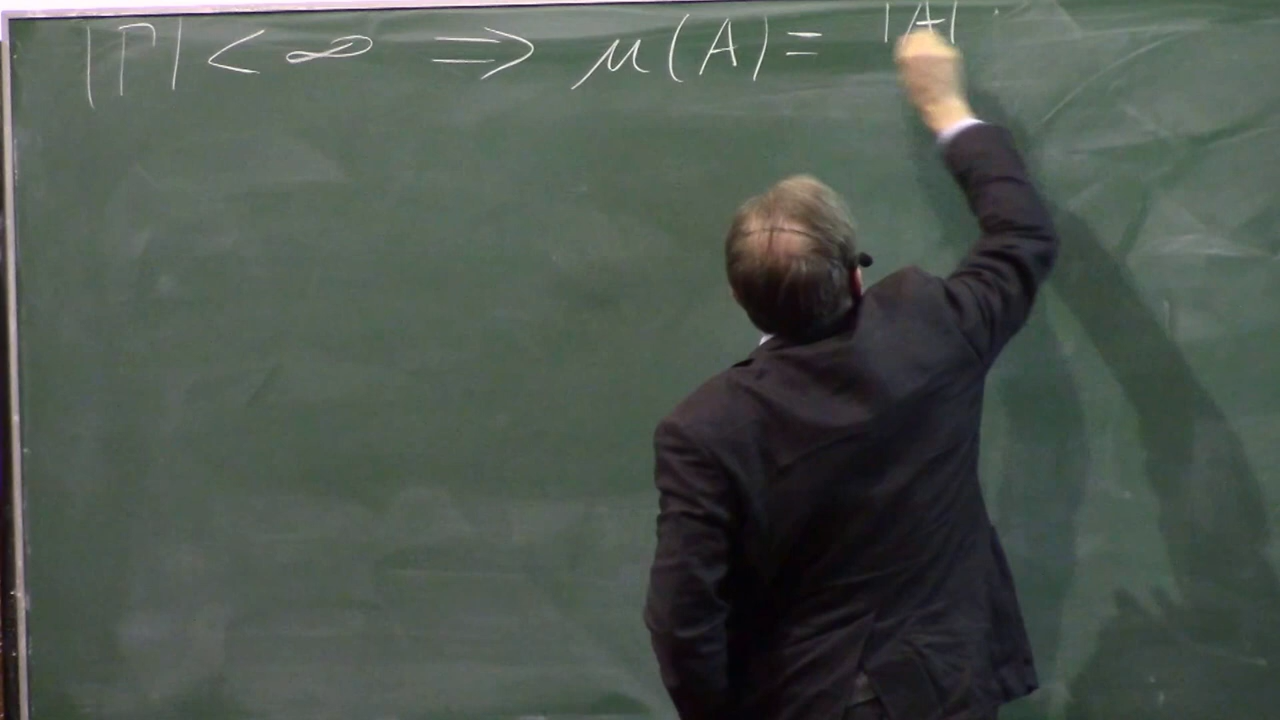 |Γ| < ∞ ⇒ μ(A) = |A|